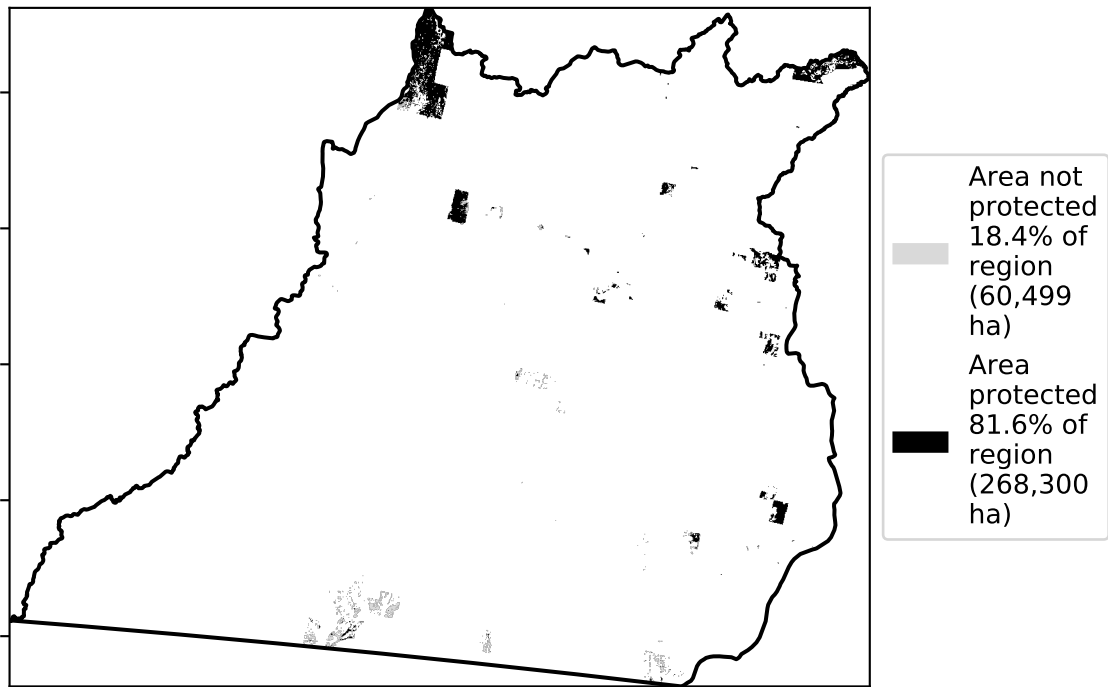 Area not
protected
18.4% of
region
(60,499
ha)
Area
protected
81.6% of
region
(268,300
ha)